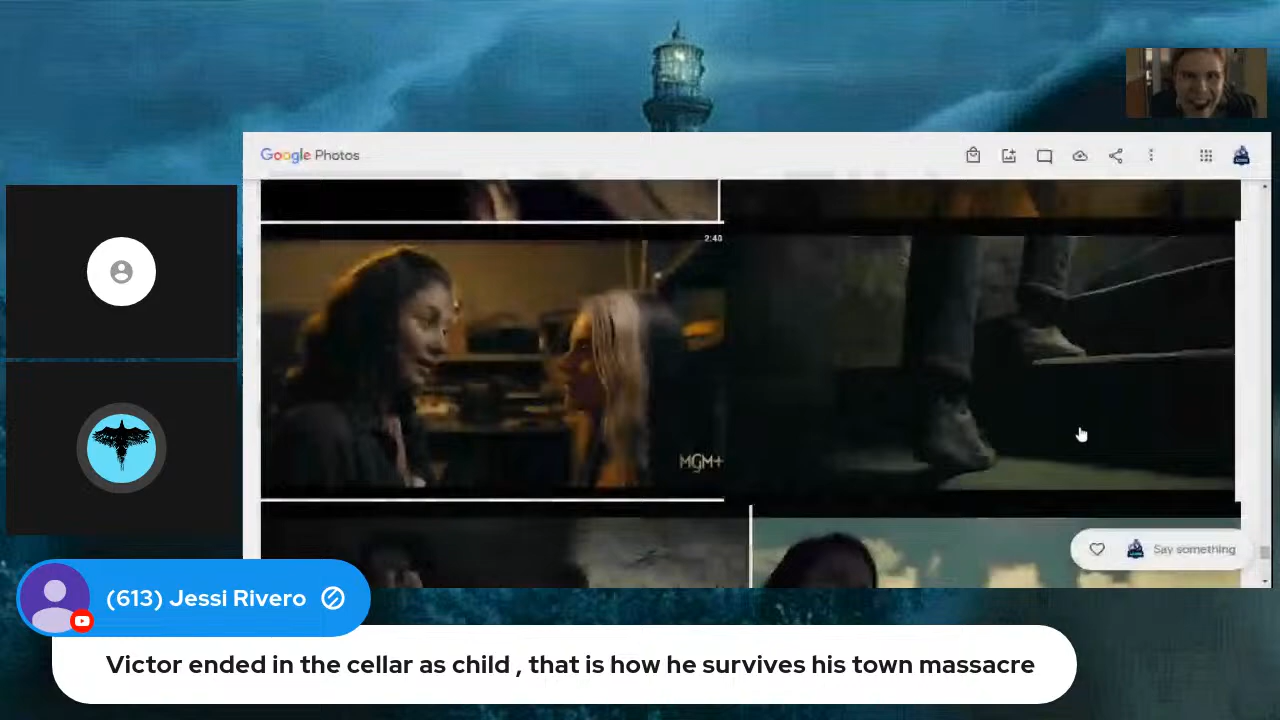 Google Photos
2:40
MGM+
Say something
(613) Jessi Rivero
Victor ended in the cellar as child , that is how he survives his town massacre